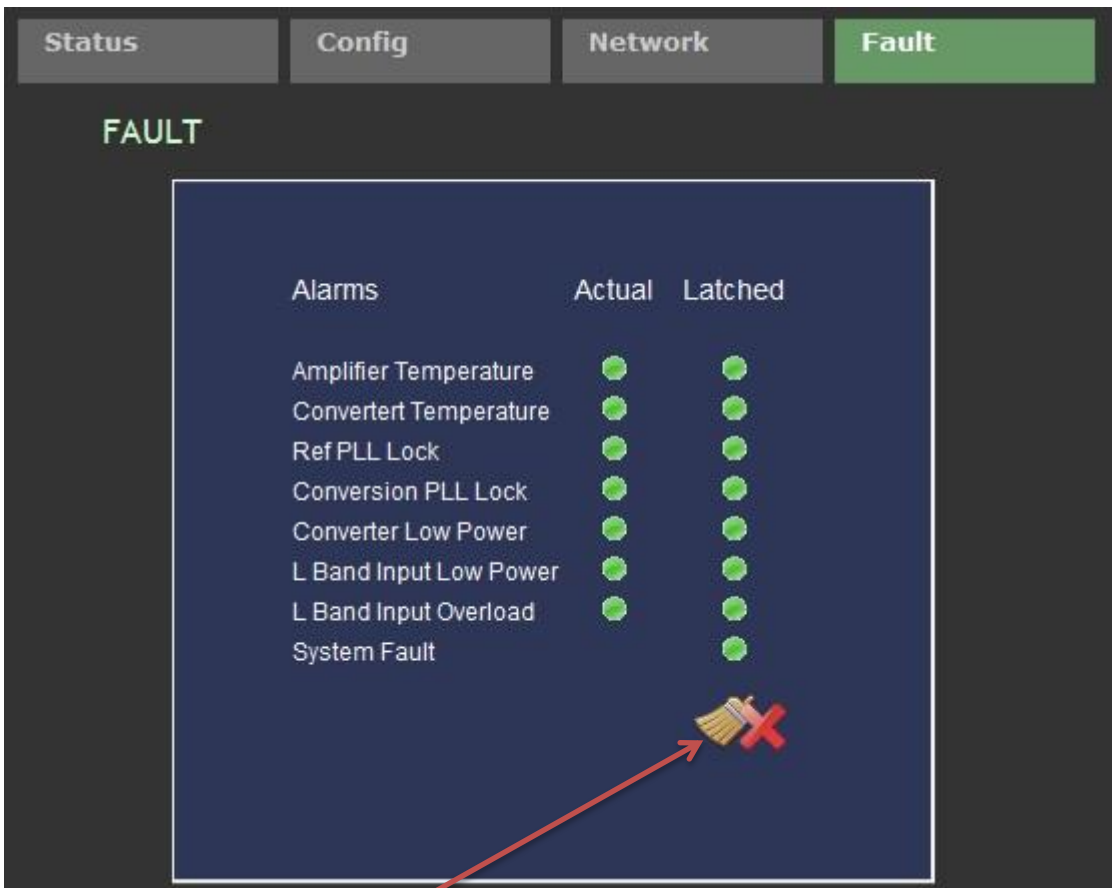 Status Config Network Fault
FAULT
Alarms Actual Latched
Amplifier Temperature
Convertert Temperature
Ref PLL Lock
Conversion PLL Lock
Converter Low Power
L Band Input Low Power
L Band Input Overload
System Fault